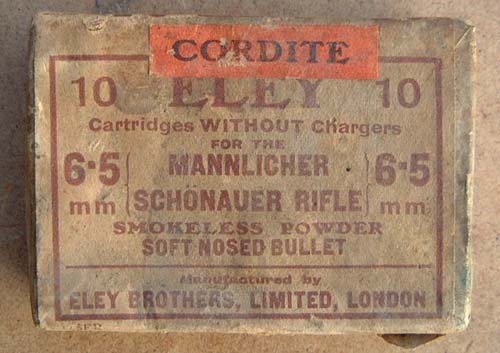 CORDITE
10 ELEY 10
Cartridges WITHOUT Chargers
FOR THE
6·5 mm MANNLICHER 6·5 mm
SCHÖNAUER RIFLE
SMOKELESS POWDER
SOFT NOSED BULLET
Manufactured by
ELEY BROTHERS, LIMITED, LONDON